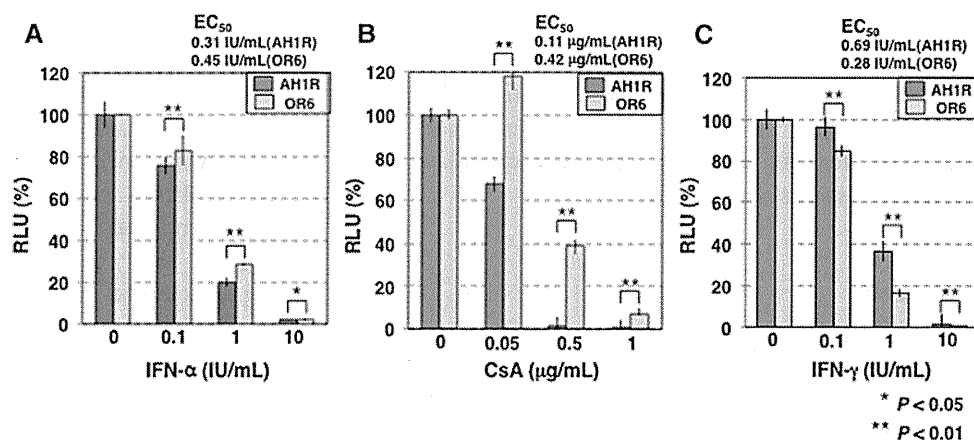 A
EC50
0.31 IU/mL(AH1R)
0.45 IU/mL(OR6)
120
100
80
60
40
20
0
RLU (%)
AH1R
OR6
**
**
*
0 0.1 1 10
IFN-α (IU/mL)
B
EC50
0.11 μg/mL(AH1R)
0.42 μg/mL(OR6)
120
100
80
60
40
20
0
RLU (%)
AH1R
OR6
**
**
**
0 0.05 0.5 1
CsA (μg/mL)
C
EC50
0.69 IU/mL(AH1R)
0.28 IU/mL(OR6)
120
100
80
60
40
20
0
RLU (%)
AH1R
OR6
**
**
**
0 0.1 1 10
IFN-γ (IU/mL)
* P < 0.05
** P < 0.01